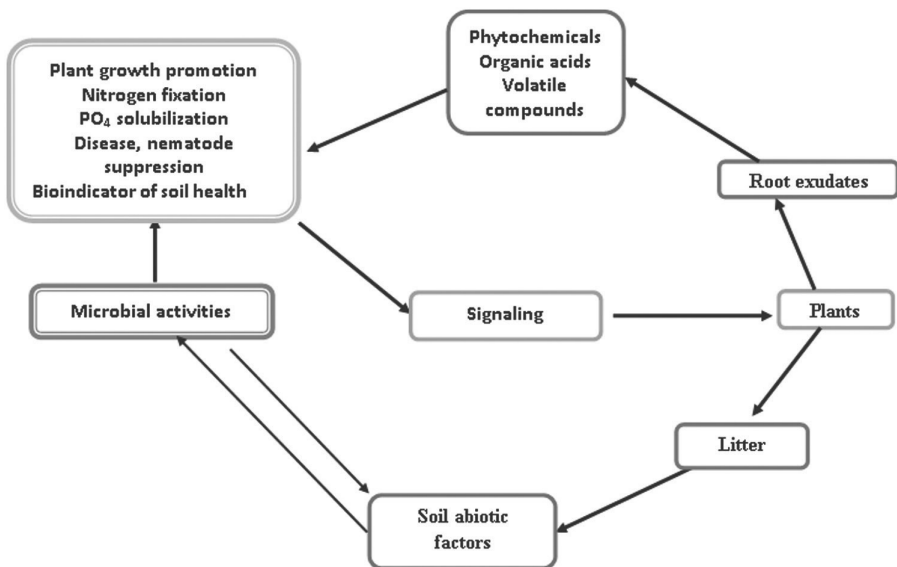 Phytochemicals
Organic acids
Volatile
compounds
Plant growth promotion
Nitrogen fixation
PO₄ solubilization
Disease, nematode
suppression
Bioindicator of soil health
Root exudates
Microbial activities
Signaling
Plants
Litter
Soil abiotic
factors